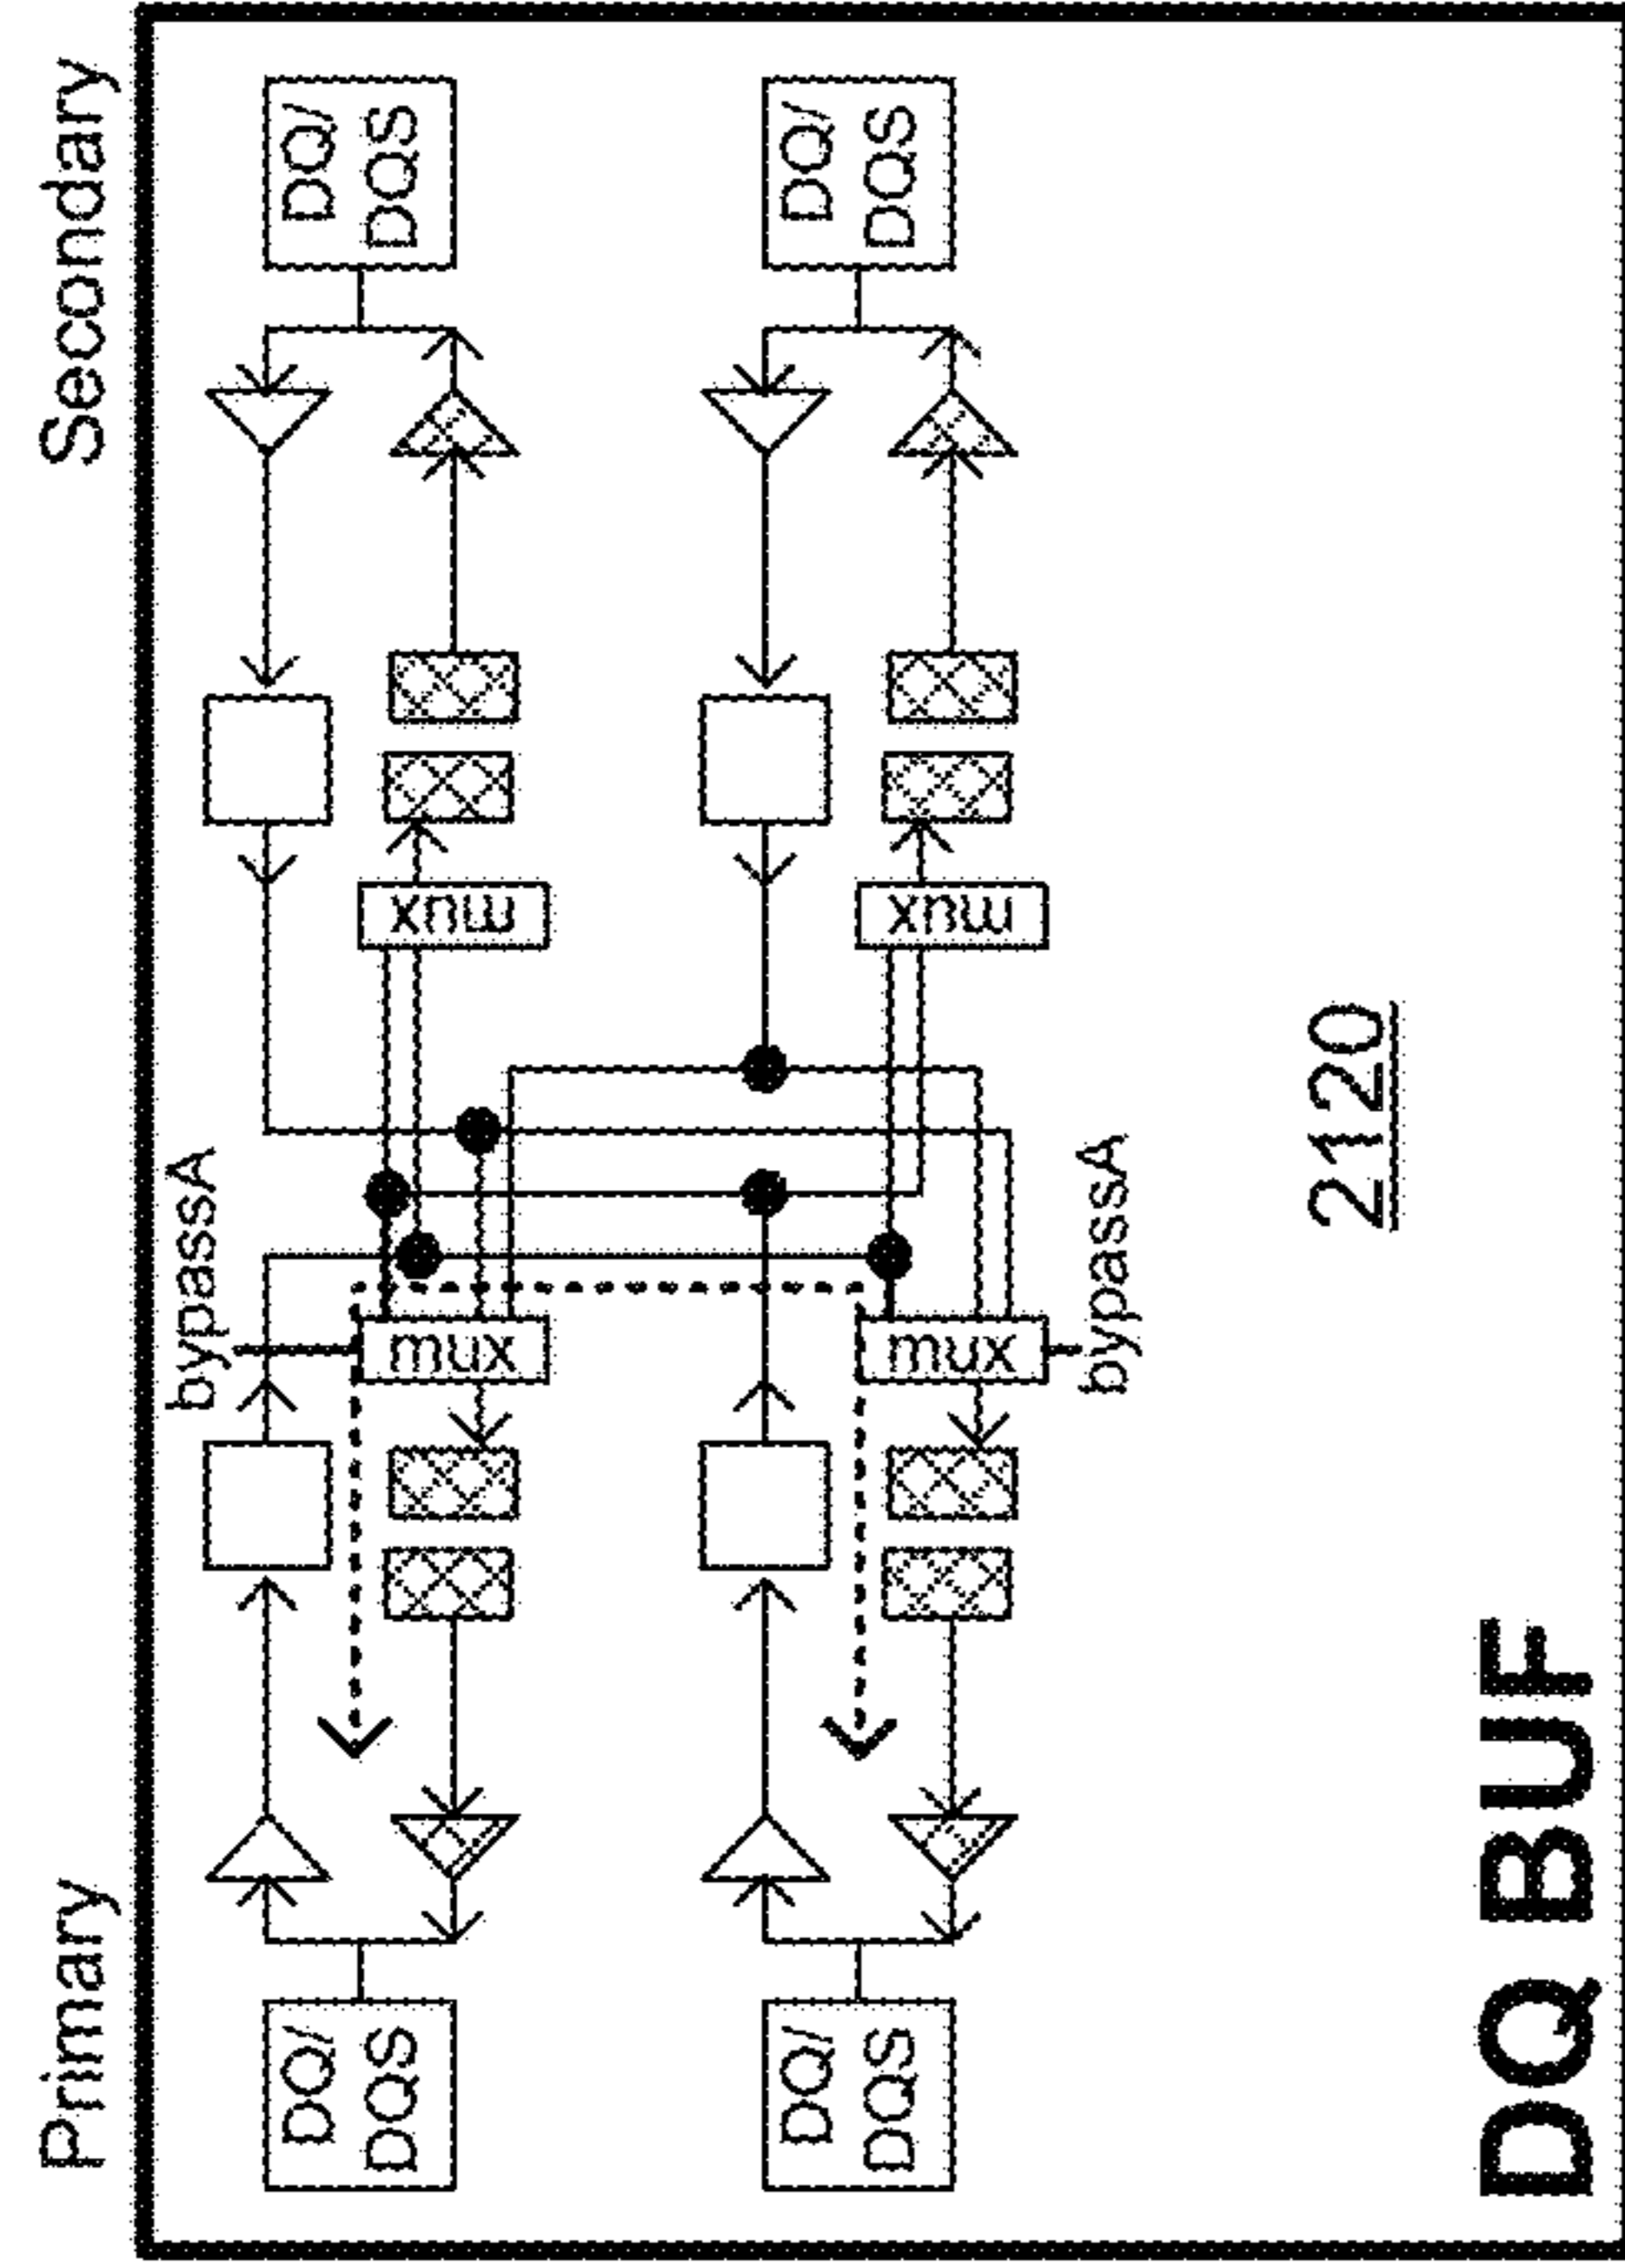 Primary
Secondary
bypassA
DQ/
DQS
mux
mux
DQ/
DQS
DQ/
DQS
mux
mux
DQ/
DQS
bypassA
2120
DQ BUF